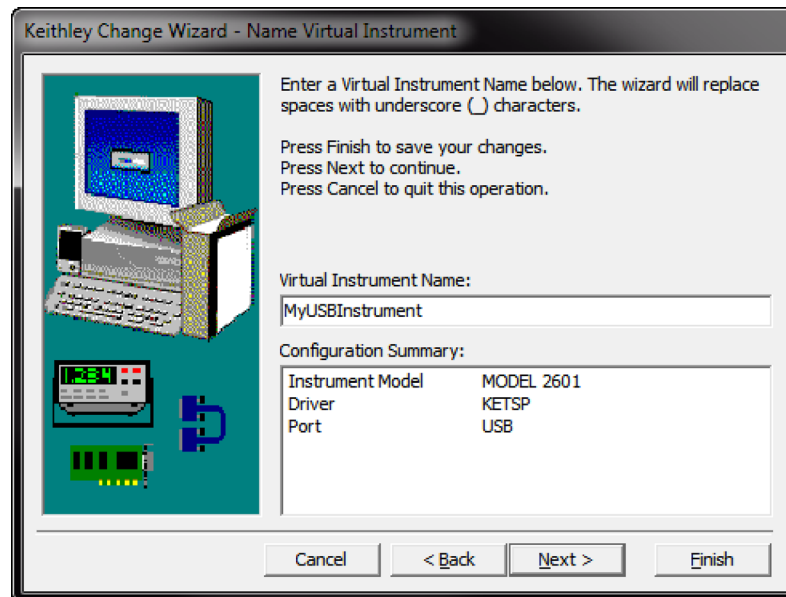 Keithley Change Wizard - Name Virtual Instrument
Enter a Virtual Instrument Name below. The wizard will replace
spaces with underscore (_) characters.
Press Finish to save your changes.
Press Next to continue.
Press Cancel to quit this operation.
Virtual Instrument Name:
MyUSBInstrument
Configuration Summary:
Instrument Model MODEL 2601
Driver KETSP
Port USB
1.234
Cancel < Back Next > Finish